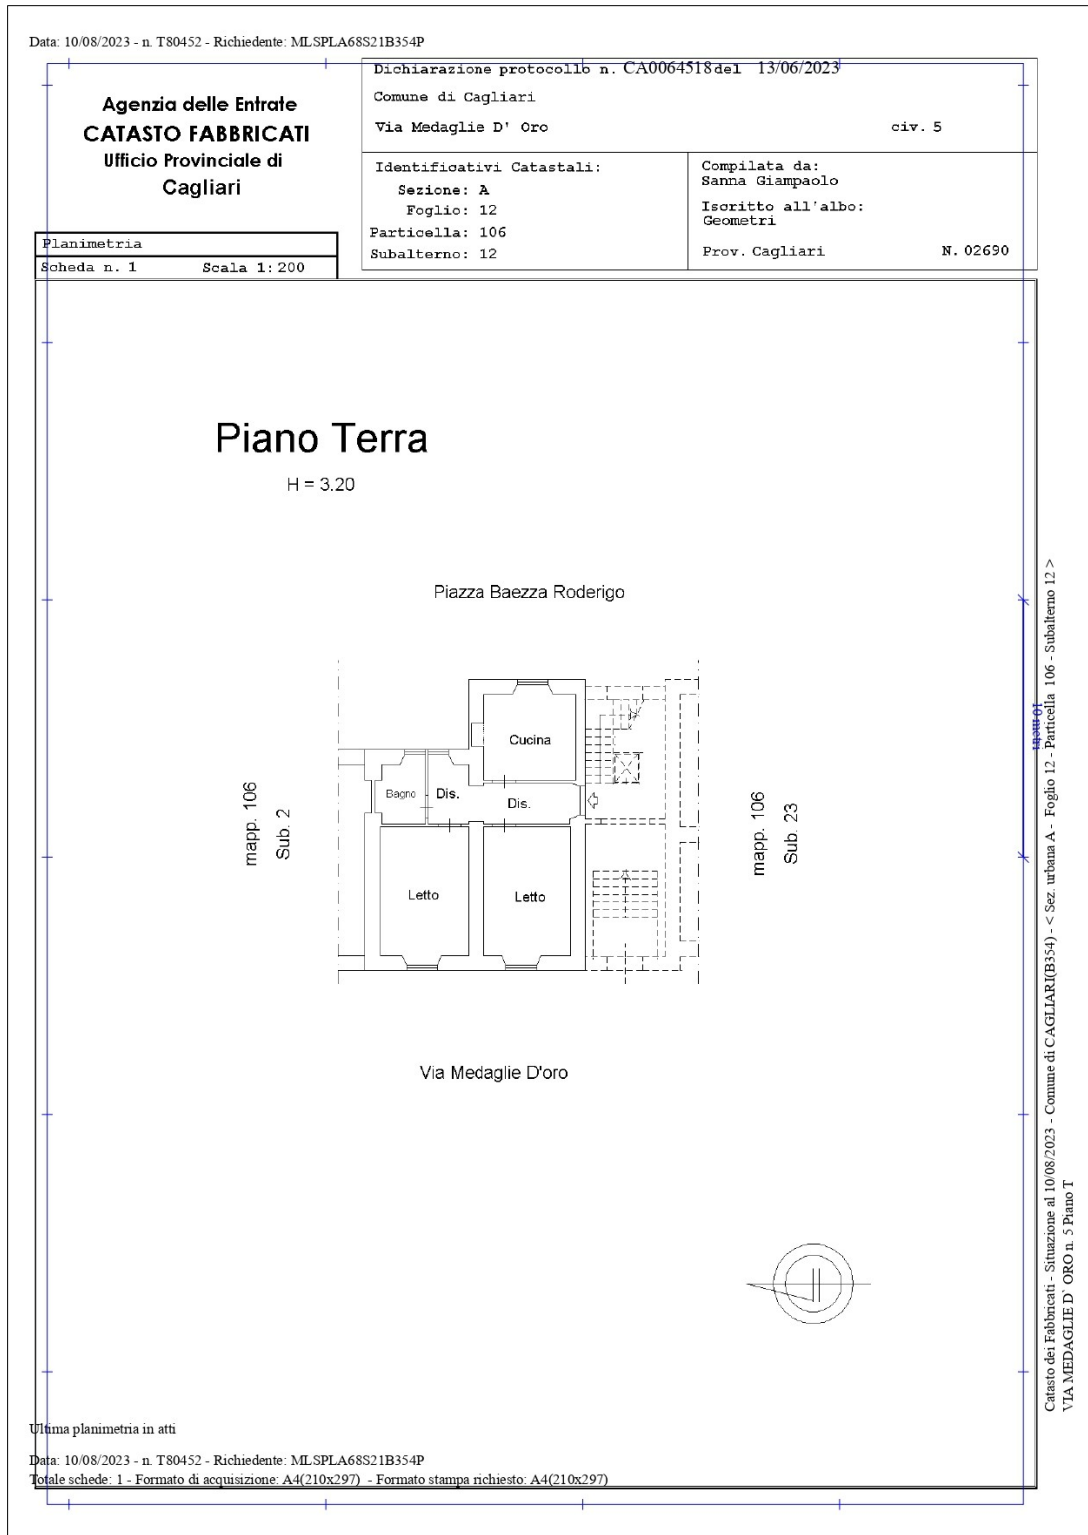 Data: 10/08/2023 - n. T80452 - Richiedente: MLSPLA68S21B354P
Agenzia delle Entrate
CATASTO FABBRICATI
Ufficio Provinciale di
Cagliari
Dichiarazione protocollo n. CA0064518 del 13/06/2023
Comune di Cagliari
Via Medaglie D' Oro civ. 5
Identificativi Catastali:
Sezione: A
Foglio: 12
Particella: 106
Subalterno: 12
Compilata da:
Sanna Giampaolo
Iscritto all'albo:
Geometri
Prov. Cagliari N. 02690
Planimetria
Scheda n. 1 Scala 1:200
Piano Terra
H = 3.20
Piazza Baezza Roderigo
Cucina
Bagno
Dis.
Dis.
Letto
Letto
mapp. 106
Sub. 2
mapp. 106
Sub. 23
Via Medaglie D'oro
10 metri
Catasto dei Fabbricati - Situazione al 10/08/2023 - Comune di CAGLIARI(B354) - < Sez. urbana A - Foglio 12 - Particella 106 - Subalterno 12 >
VIA MEDAGLIE D' ORO n. 5 Piano T
Ultima planimetria in atti
Data: 10/08/2023 - n. T80452 - Richiedente: MLSPLA68S21B354P
Totale schede: 1 - Formato di acquisizione: A4(210x297) - Formato stampa richiesto: A4(210x297)